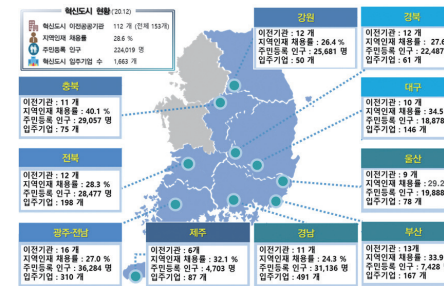 혁신도시 현황('20.12)
혁신도시 이전공공기관 112 개 (전체 153개)
지역인재 채용률 28.6 %
주민등록 인구 224,019 명
혁신도시 입주기업 수 1,663 개
강원
이전기관 : 12 개
지역인재 채용률 : 26.4 %
주민등록 인구 : 25,681 명
입주기업 : 50 개
경북
이전기관 : 12 개
지역인재 채용률 : 27.6
주민등록 인구 : 22,487
입주기업 : 61 개
충북
이전기관 : 11 개
지역인재 채용률 : 40.1 %
주민등록 인구 : 29,057 명
입주기업 : 75 개
대구
이전기관 : 10 개
지역인재 채용률 : 34.5
주민등록 인구 : 18,878
입주기업 : 146 개
전북
이전기관 : 12 개
지역인재 채용률 : 28.3 %
주민등록 인구 : 28,477 명
입주기업 : 198 개
울산
이전기관 : 9 개
지역인재 채용률 : 29.2
주민등록 인구 : 19,888
입주기업 : 78 개
광주·전남
이전기관 : 16 개
지역인재 채용률 : 27.0 %
주민등록 인구 : 36,284 명
입주기업 : 310 개
제주
이전기관 : 6개
지역인재 채용률 : 32.1 %
주민등록 인구 : 4,703 명
입주기업 : 87 개
경남
이전기관 : 11 개
지역인재 채용률 : 24.3 %
주민등록 인구 : 31,136 명
입주기업 : 491 개
부산
이전기관 : 13개
지역인재 채용률 : 33.9
주민등록 인구 : 7,428
입주기업 : 167 개